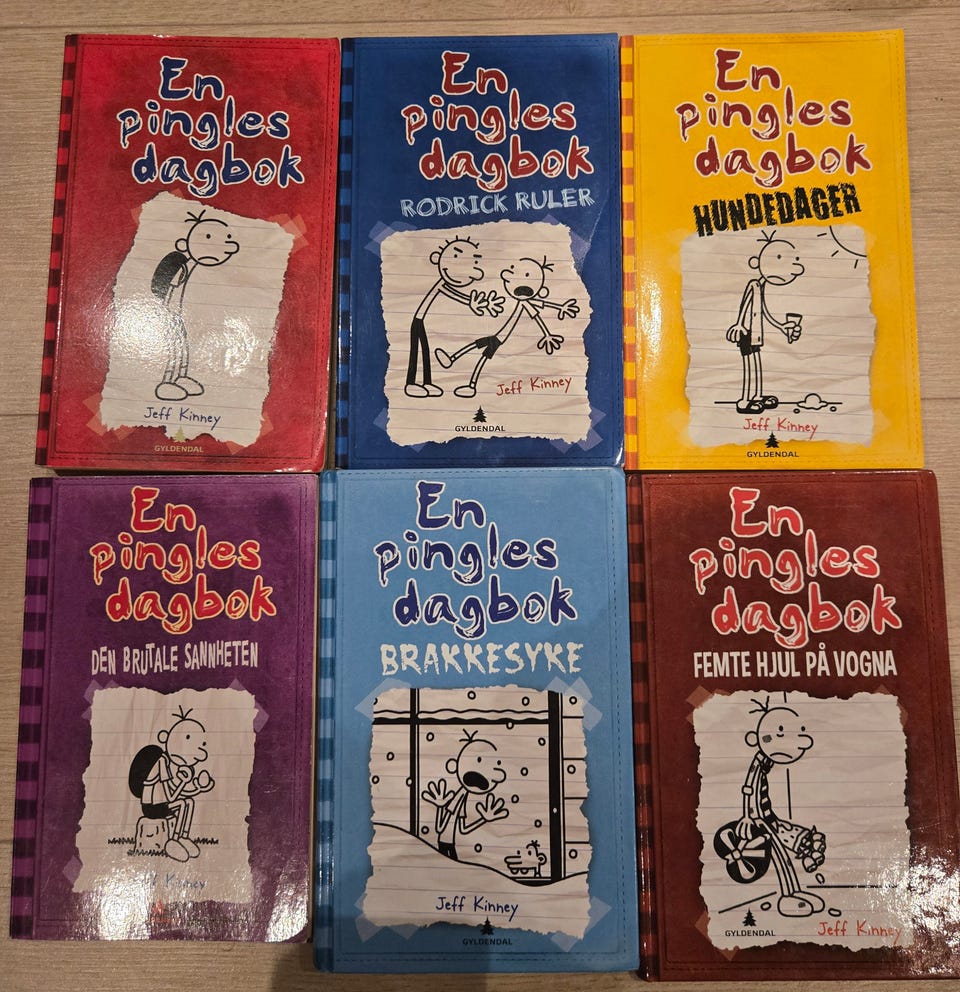 En
pingles
dagbok
Jeff Kinney
GYLDENDAL
En
pingles
dagbok
RODRICK RULER
Jeff Kinney
GYLDENDAL
En
pingles
dagbok
HUNDEDAGER
Jeff Kinney
GYLDENDAL
En
pingles
dagbok
DEN BRUTALE SANNHETEN
Kinney
En
pingles
dagbok
BRAKKESYKE
Jeff Kinney
GYLDENDAL
En
pingles
dagbok
FEMTE HJUL PÅ VOGNA
GYLDENDAL
Jeff Kinney